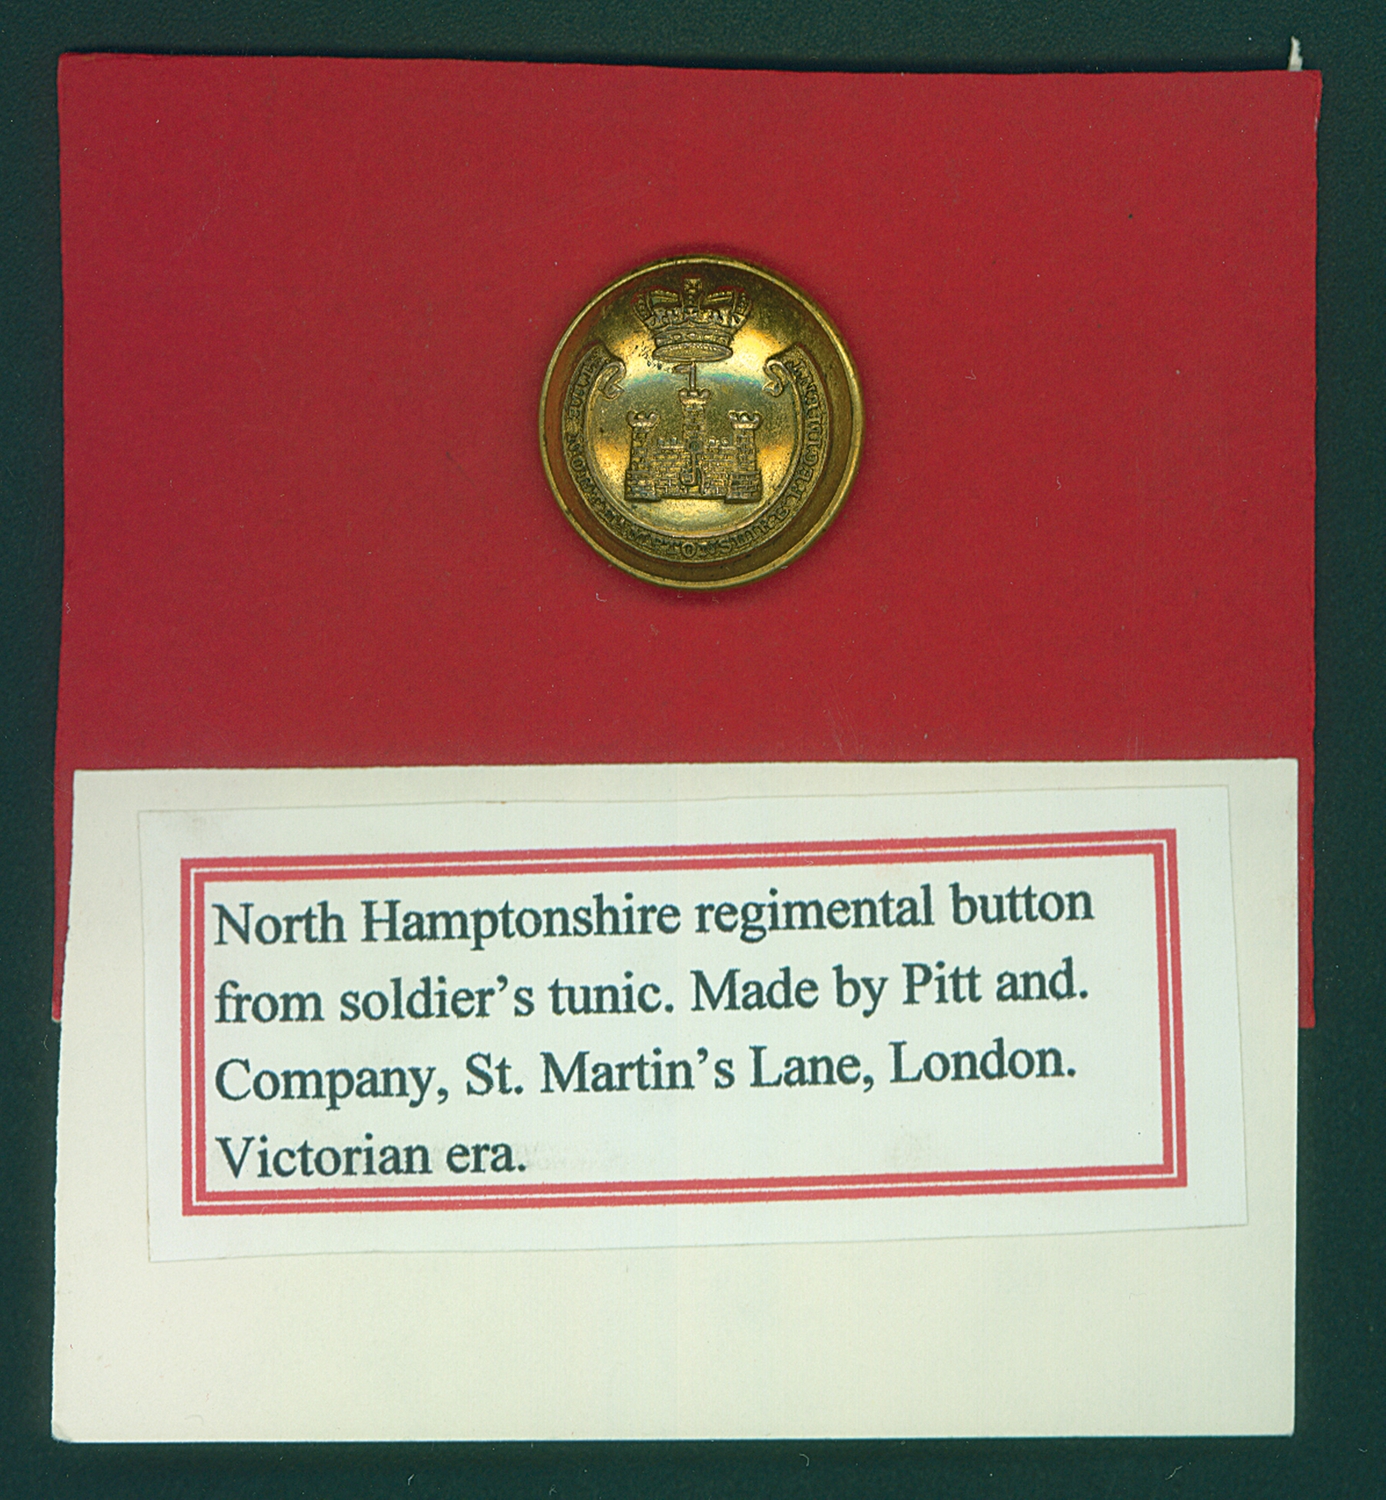 North Hamptonshire regimental button
from soldier's tunic. Made by Pitt and.
Company, St. Martin's Lane, London.
Victorian era.